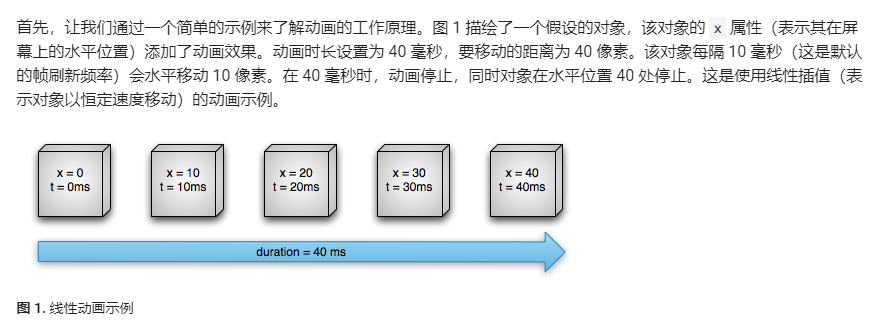 首先，让我们通过一个简单的示例来了解动画的工作原理。图 1 描绘了一个假设的对象，该对象的 x 属性（表示其在屏
幕上的水平位置）添加了动画效果。动画时长设置为 40 毫秒，要移动的距离为 40 像素。该对象每隔 10 毫秒（这是默认
的帧刷新频率）会水平移动 10 像素。在 40 毫秒时，动画停止，同时对象在水平位置 40 处停止。这是使用线性插值（表
示对象以恒定速度移动）的动画示例。
x = 0
t = 0ms
x = 10
t = 10ms
x = 20
t = 20ms
x = 30
t = 30ms
x = 40
t = 40ms
duration = 40 ms
图 1. 线性动画示例